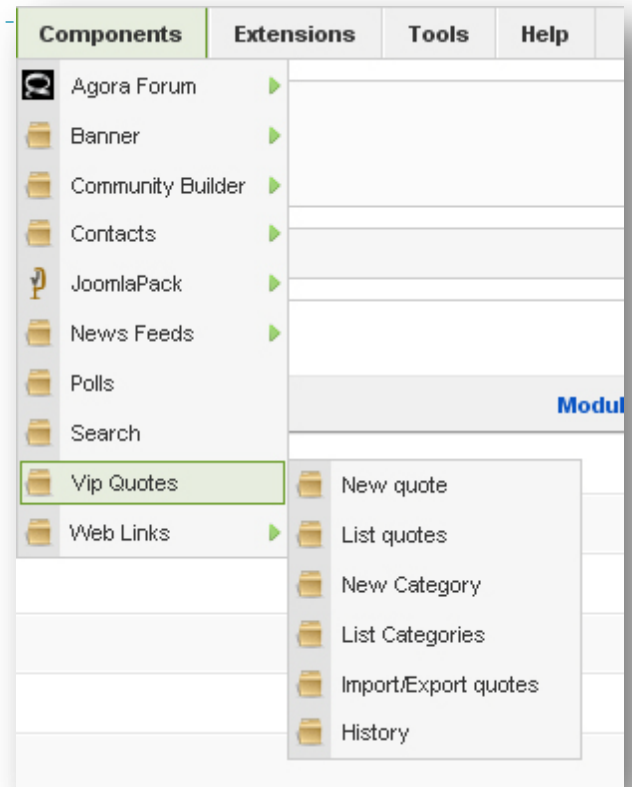 Components Extensions Tools Help
Agora Forum
Banner
Community Builder
Contacts
JoomlaPack
News Feeds
Polls
Modul
Search
Vip Quotes
New quote
Web Links
List quotes
New Category
List Categories
Import/Export quotes
History